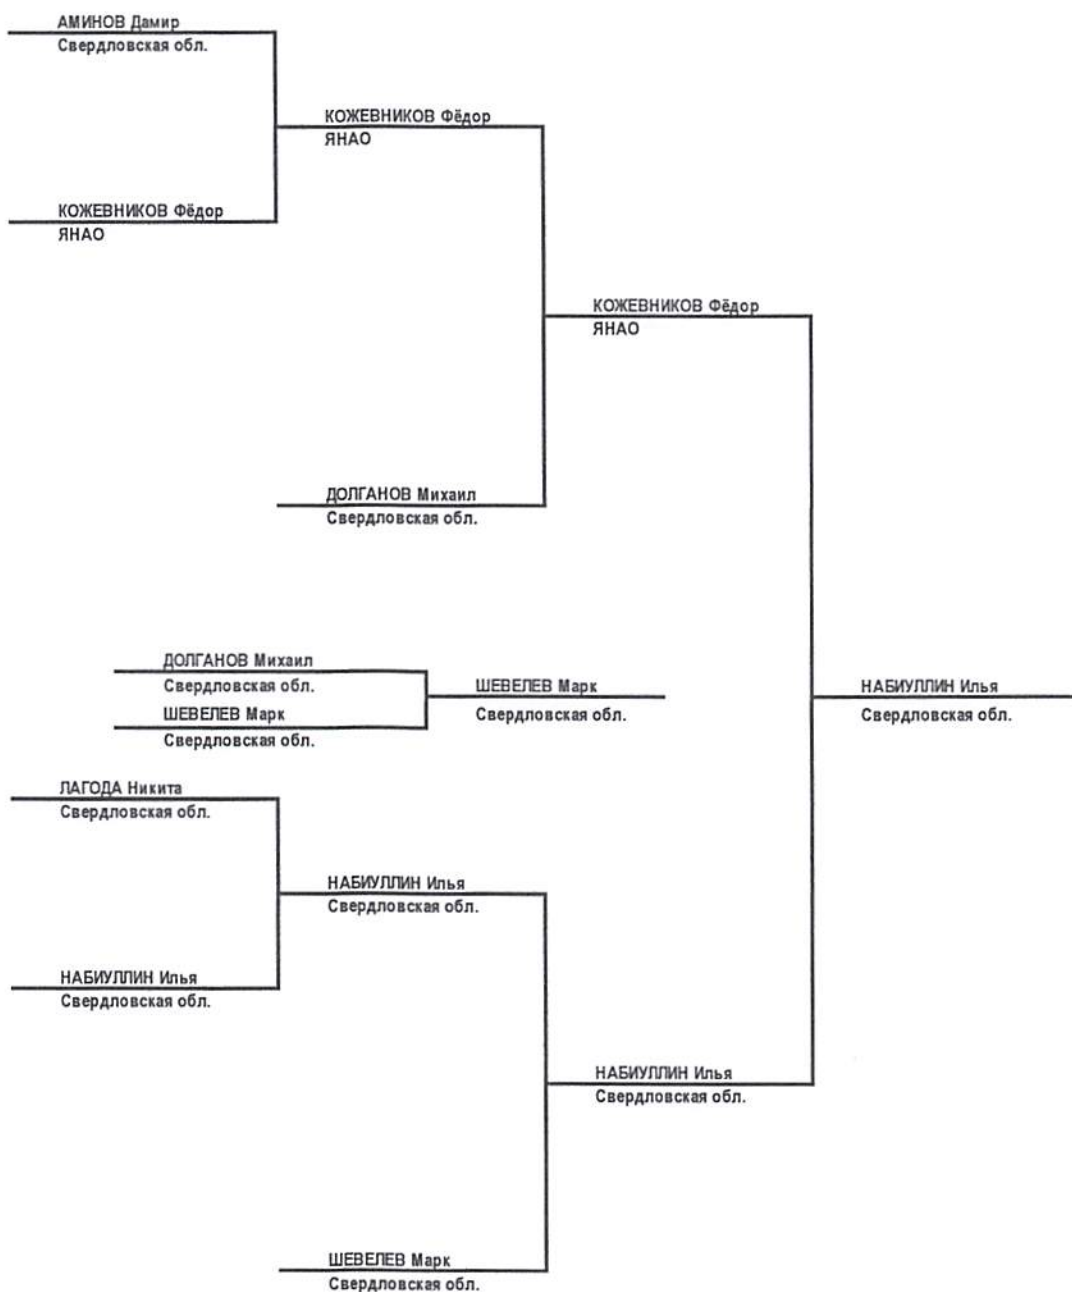 АМИНОВ Дамир
Свердловская обл.
КОЖЕВНИКОВ Фёдор
ЯНАО
КОЖЕВНИКОВ Фёдор
ЯНАО
КОЖЕВНИКОВ Фёдор
ЯНАО
ДОЛГАНОВ Михаил
Свердловская обл.
ДОЛГАНОВ Михаил
Свердловская обл.
ШЕВЕЛЕВ Марк
Свердловская обл.
ШЕВЕЛЕВ Марк
Свердловская обл.
НАБИУЛЛИН Илья
Свердловская обл.
ЛАГОДА Никита
Свердловская обл.
НАБИУЛЛИН Илья
Свердловская обл.
НАБИУЛЛИН Илья
Свердловская обл.
НАБИУЛЛИН Илья
Свердловская обл.
ШЕВЕЛЕВ Марк
Свердловская обл.